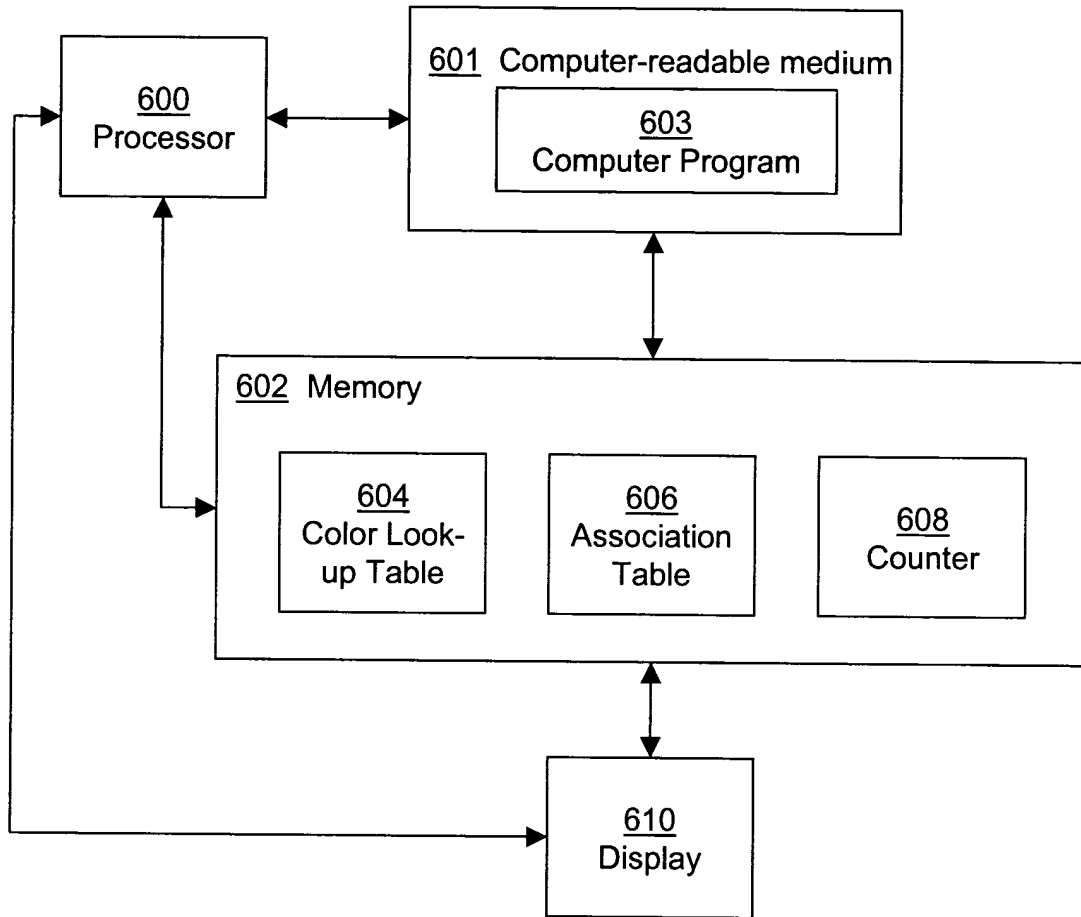 601 Computer-readable medium
600
Processor
603
Computer Program
602 Memory
604
Color Look-
up Table
606
Association
Table
608
Counter
610
Display